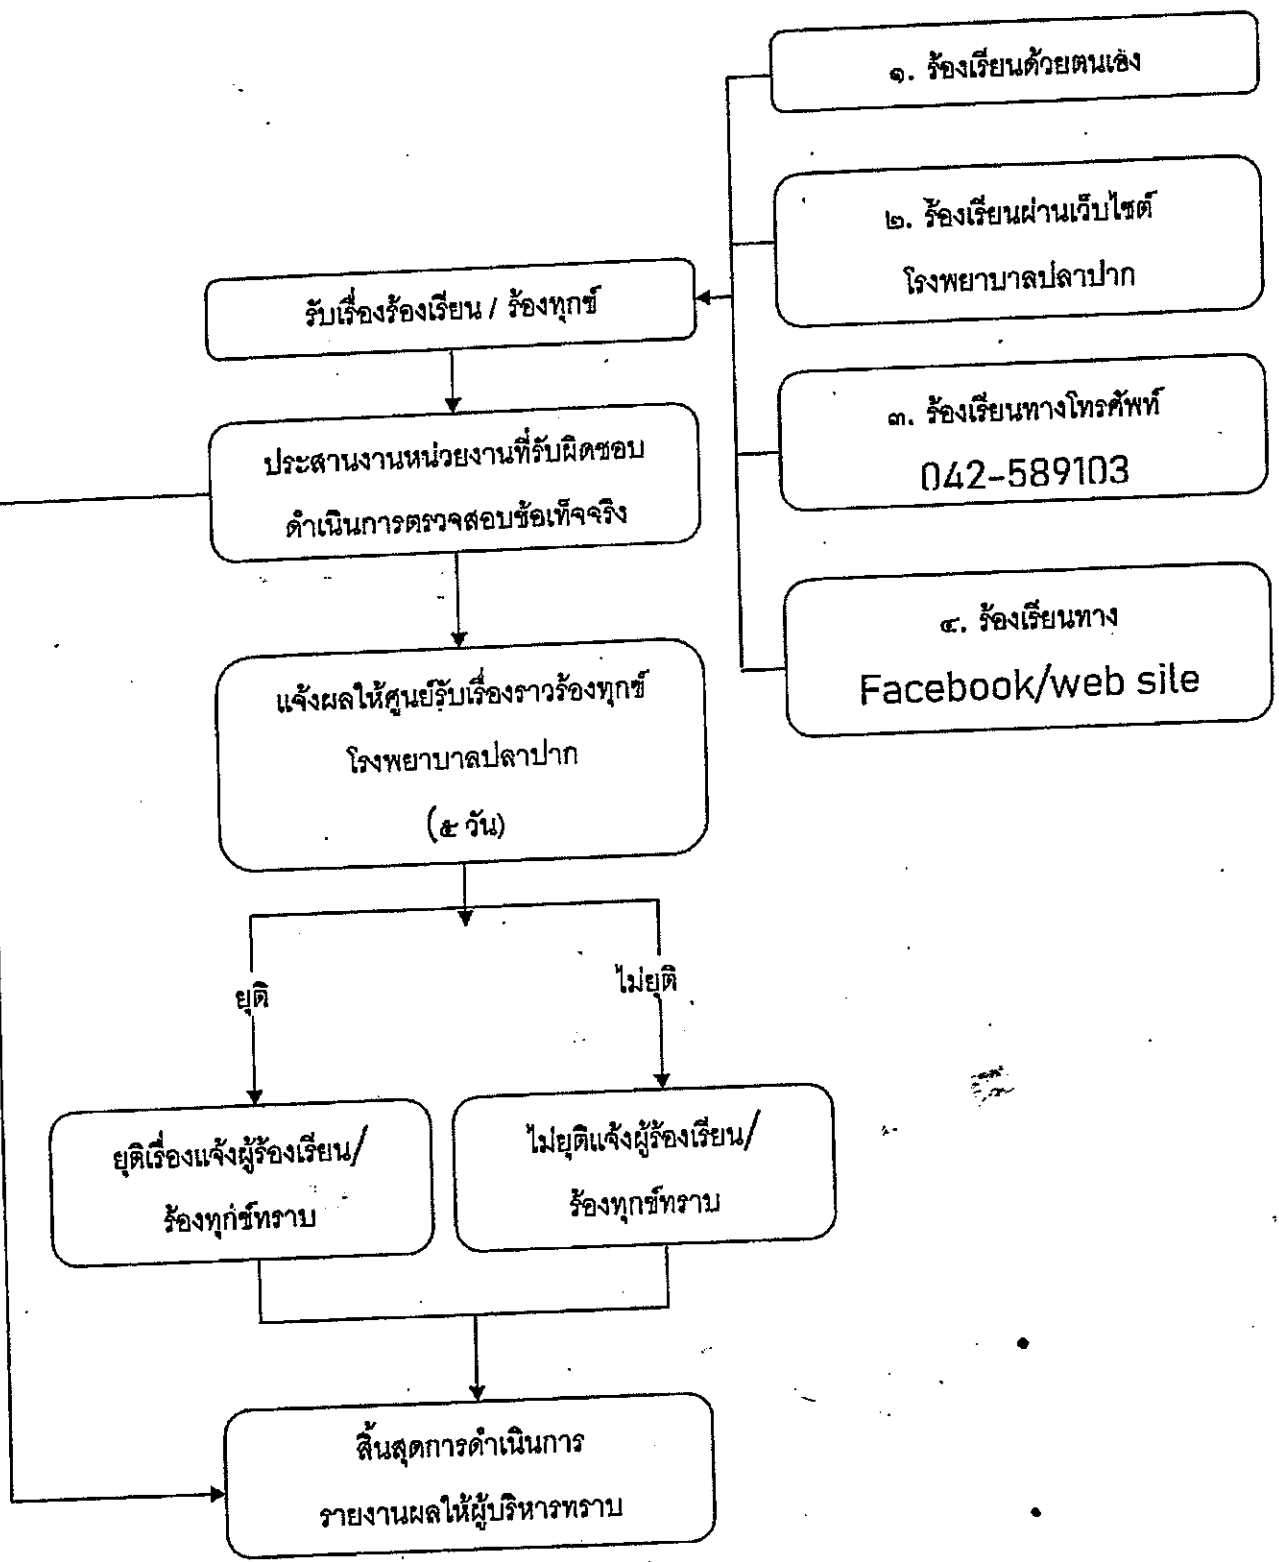 ๑. ร้องเรียนด้วยตนเอง
๒. ร้องเรียนผ่านเว็บไซต์
โรงพยาบาลปลาปาก
รับเรื่องร้องเรียน / ร้องทุกข์
๓. ร้องเรียนทางโทรศัพท์
042-589103
ประสานงานหน่วยงานที่รับผิดชอบ
ดำเนินการตรวจสอบข้อเท็จจริง
๔. ร้องเรียนทาง
Facebook/web sile
แจ้งผลให้ศูนย์รับเรื่องราวร้องทุกข์
โรงพยาบาลปลาปาก
(๕ วัน)
ยุติ
ไม่ยุติ
ยุติเรื่องแจ้งผู้ร้องเรียน/
ร้องทุกข์ทราบ
ไม่ยุติแจ้งผู้ร้องเรียน/
ร้องทุกข์ทราบ
สิ้นสุดการดำเนินการ
รายงานผลให้ผู้บริหารทราบ